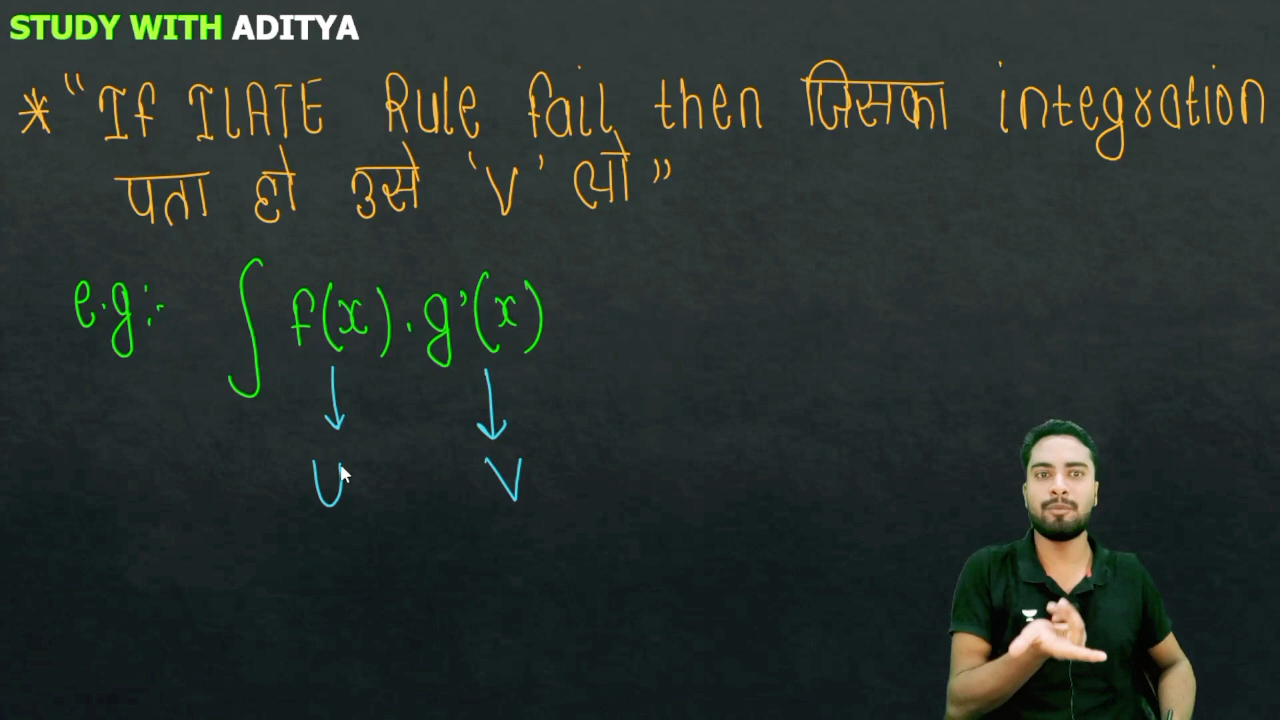 STUDY WITH ADITYA
* "If ILATE Rule fail then जिसका integration
पता हो उसे 'V' लो"
e.g:- ∫ f(x) . g'(x)
U V